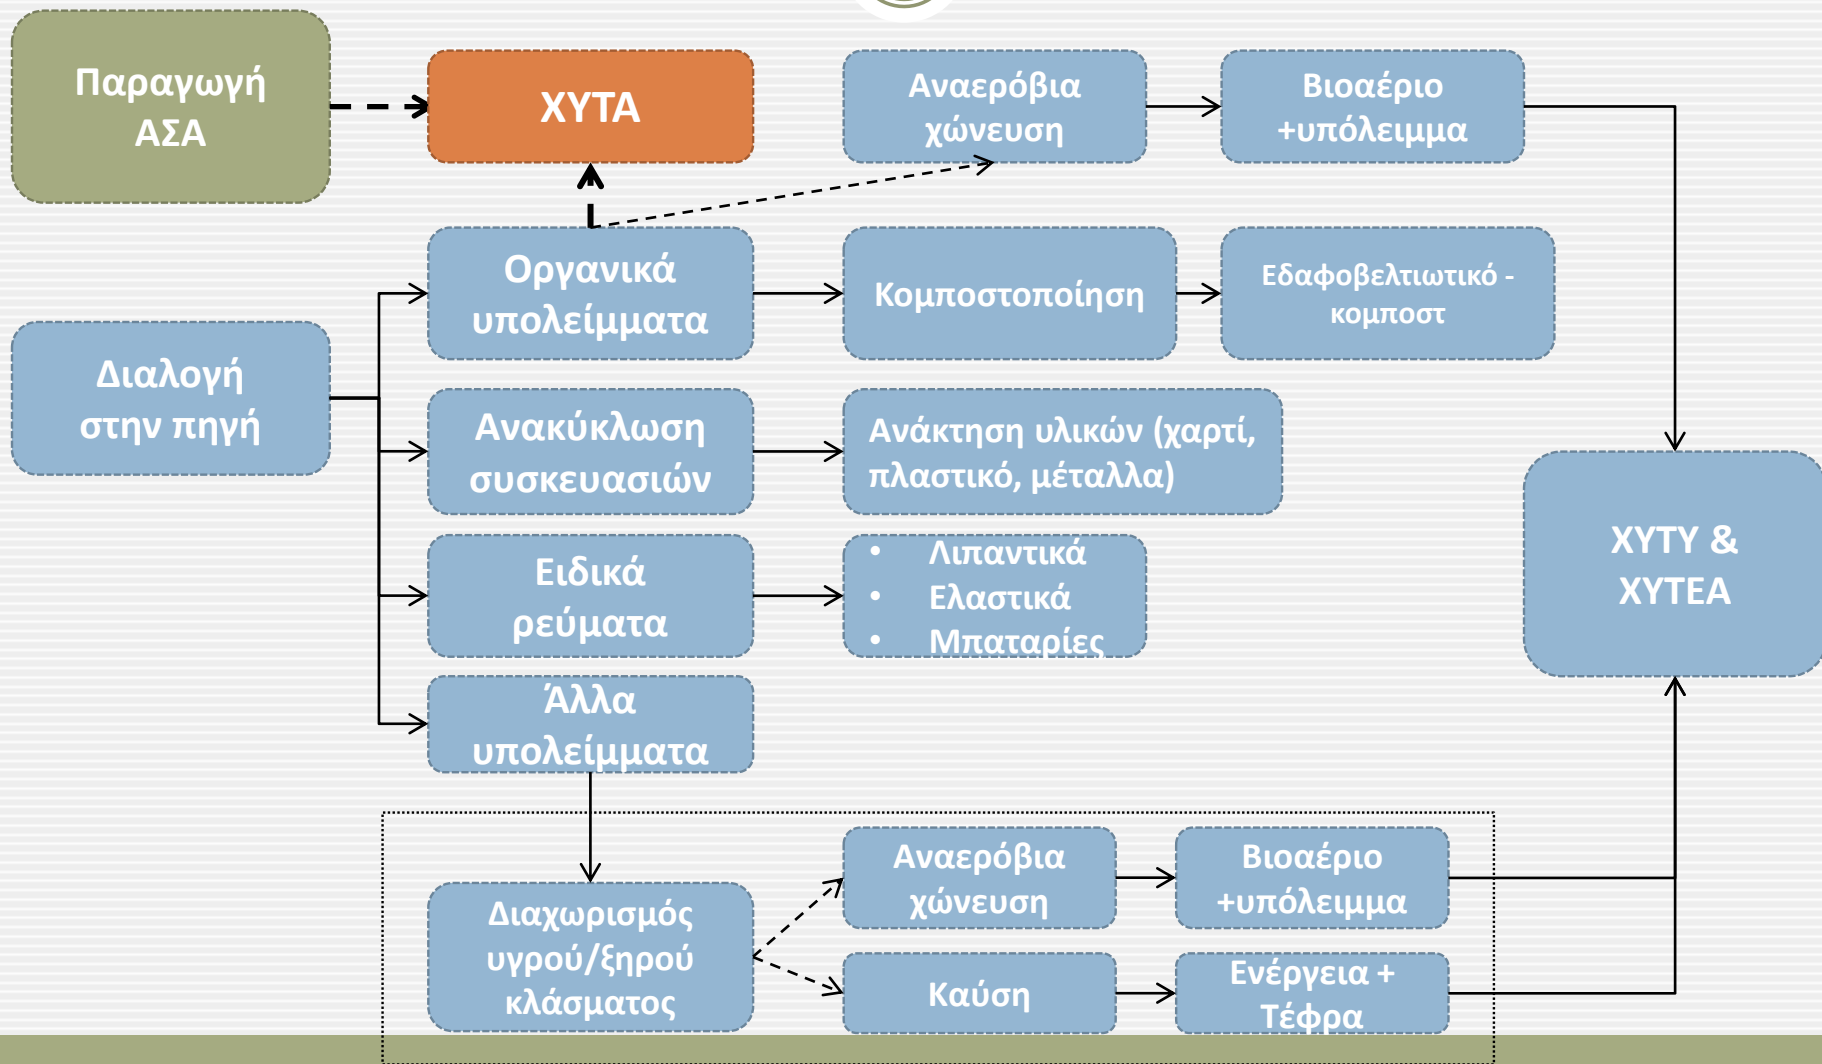 Παραγωγή
ΑΣΑ
ΧΥΤΑ
Αναερόβια
χώνευση
Βιοαέριο
+υπόλειμμα
Διαλογή
στην πηγή
Οργανικά
υπολείμματα
Κομποστοποίηση
Εδαφοβελτιωτικό -
κομποστ
Ανακύκλωση
συσκευασιών
Ανάκτηση υλικών (χαρτί,
πλαστικό, μέταλλα)
Ειδικά
ρεύματα
• Λιπαντικά
• Ελαστικά
• Μπαταρίες
ΧΥΤΥ &
ΧΥΤΕΑ
Άλλα
υπολείμματα
Διαχωρισμός
υγρού/ξηρού
κλάσματος
Αναερόβια
χώνευση
Βιοαέριο
+υπόλειμμα
Καύση
Ενέργεια +
Τέφρα